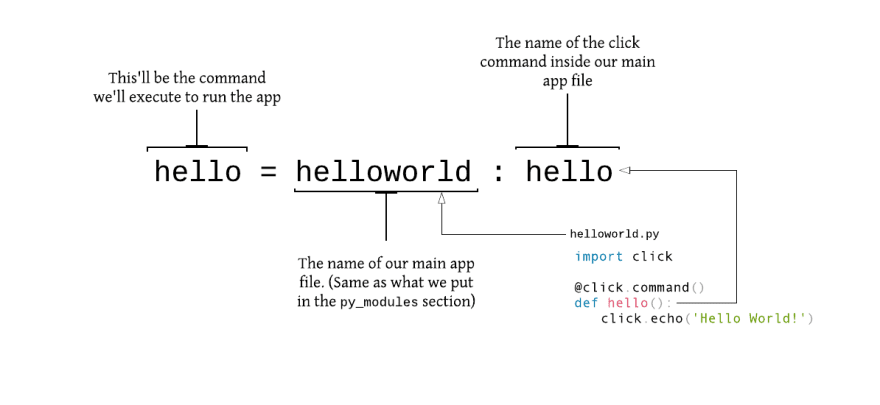 The name of the click
command inside our main
app file
This'll be the command
we'll execute to run the app
hello = helloworld : hello
helloworld.py
import click
@click.command()
def hello():
click.echo('Hello World!')
The name of our main app
file. (Same as what we put
in the py_modules section)